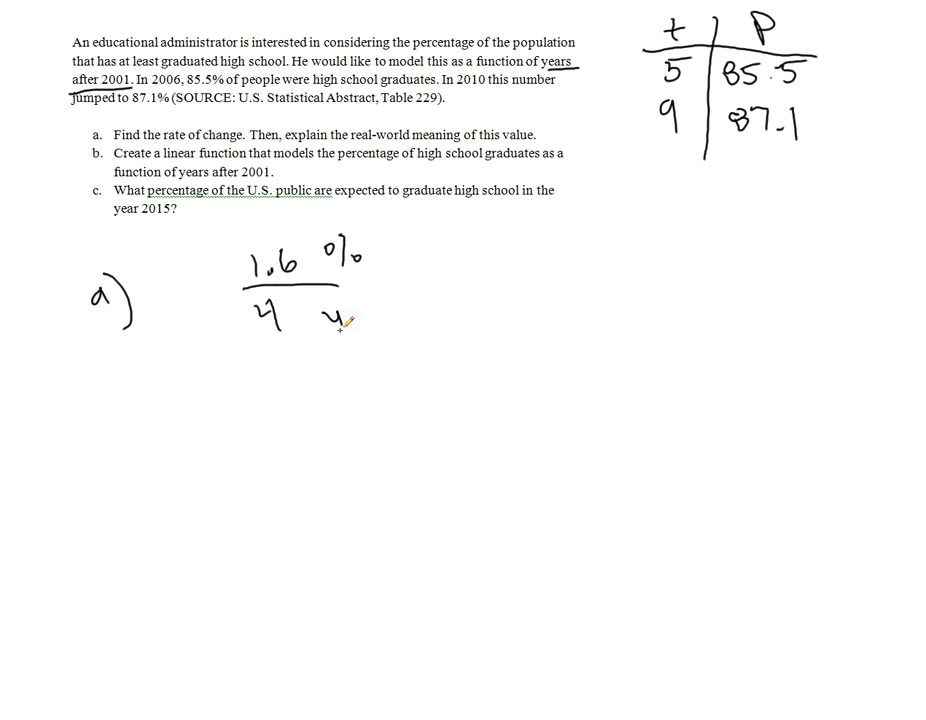 An educational administrator is interested in considering the percentage of the population
that has at least graduated high school. He would like to model this as a function of years
after 2001. In 2006, 85.5% of people were high school graduates. In 2010 this number
jumped to 87.1% (SOURCE: U.S. Statistical Abstract, Table 229).
a. Find the rate of change. Then, explain the real-world meaning of this value.
b. Create a linear function that models the percentage of high school graduates as a
function of years after 2001.
c. What percentage of the U.S. public are expected to graduate high school in the
year 2015?
t P
5 85.5
9 87.1
a)
1.6 %
4